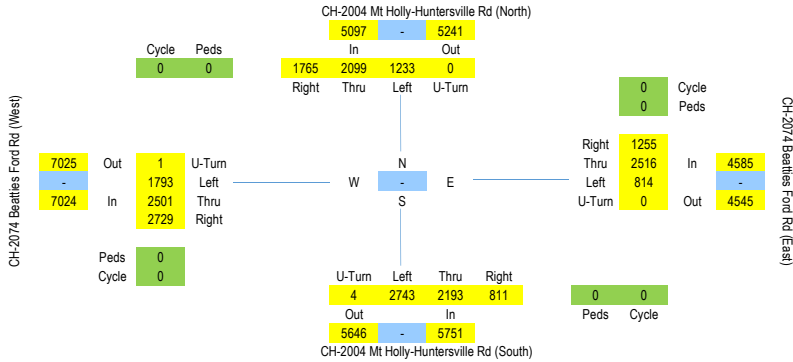 CH-2004 Mt Holly-Huntersville Rd (North)
5097 - 5241
Cycle Peds In Out
0 0 1765 2099 1233 0
Right Thru Left U-Turn
0 Cycle
0 Peds
CH-2074 Beatties Ford Rd (West)
CH-2074 Beatties Ford Rd (East)
Right 1255
7025 Out 1 U-Turn N Thru 2516 In 4585
- 1793 Left W - E Left 814 -
7024 In 2501 Thru S U-Turn 0 Out 4545
2729 Right
Peds 0
Cycle 0
U-Turn Left Thru Right
4 2743 2193 811 0 0
Out In Peds Cycle
5646 - 5751
CH-2004 Mt Holly-Huntersville Rd (South)